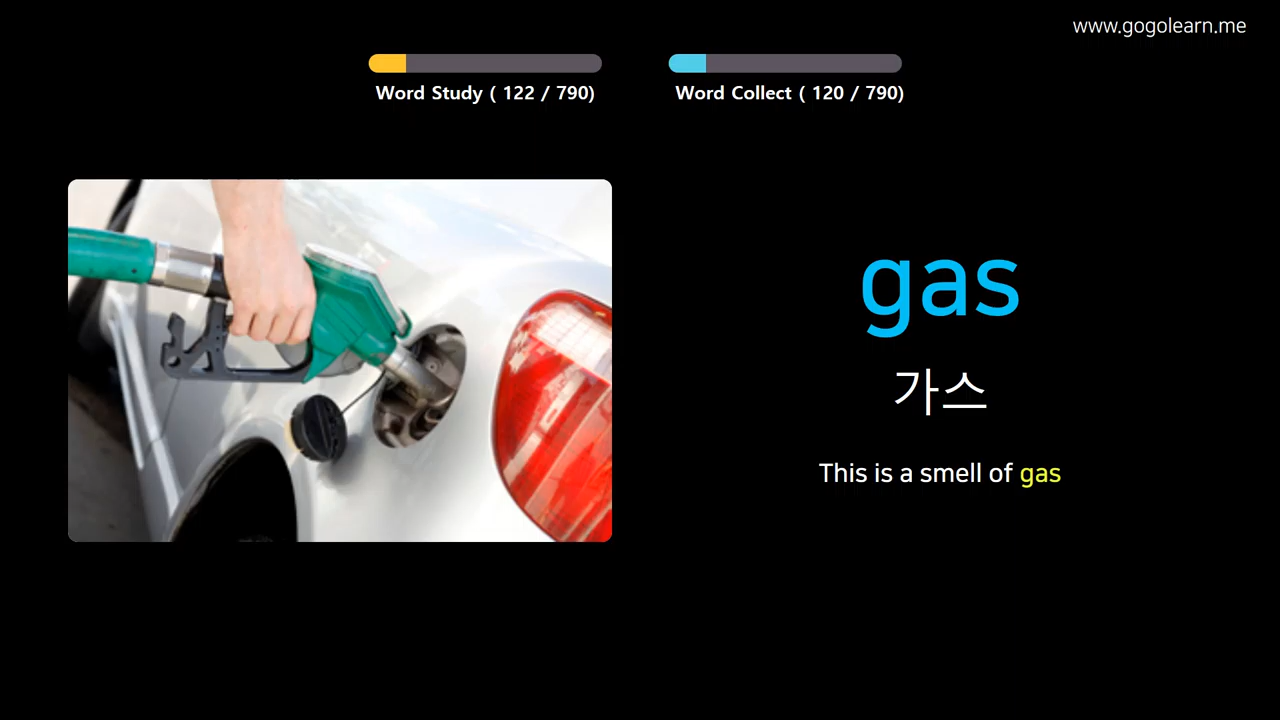 www.gogolearn.me
Word Study ( 122 / 790)
Word Collect ( 120 / 790)
gas
가스
This is a smell of gas